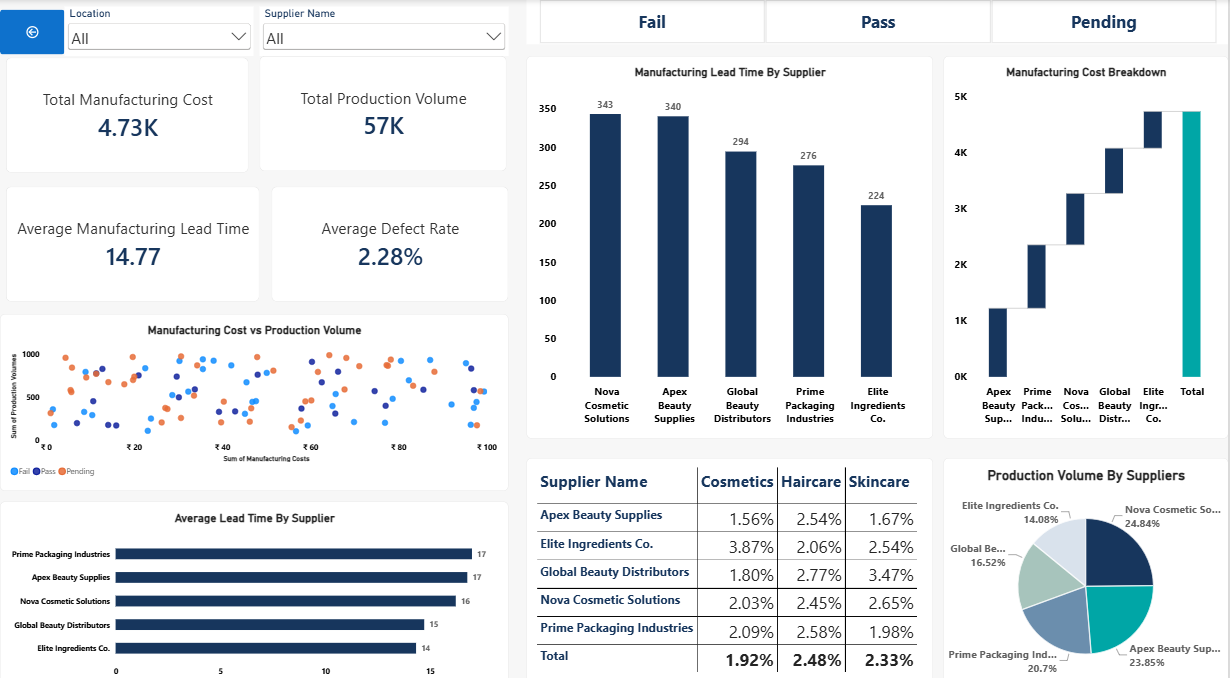 Location
All
Supplier Name
All
Fail
Pass
Pending
Total Manufacturing Cost
4.73K
Total Production Volume
57K
Average Manufacturing Lead Time
14.77
Average Defect Rate
2.28%
Manufacturing Cost vs Production Volume
Sum of Production Volumes
1000
500
0
₹ 0
₹ 20
₹ 40
₹ 60
₹ 80
₹ 100
Sum of Manufacturing Costs
Fail
Pass
Pending
Average Lead Time By Supplier
Prime Packaging Industries
17
Apex Beauty Supplies
17
Nova Cosmetic Solutions
16
Global Beauty Distributors
15
Elite Ingredients Co.
14
0
5
10
15
Manufacturing Lead Time By Supplier
350
300
250
200
150
100
50
0
343
340
294
276
224
Nova
Cosmetic
Solutions
Apex
Beauty
Supplies
Global
Beauty
Distributors
Prime
Packaging
Industries
Elite
Ingredients
Co.
Manufacturing Cost Breakdown
5K
4K
3K
2K
1K
0K
Apex
Beauty
Sup...
Prime
Pack...
Indu...
Nova
Cos...
Solu...
Global
Beauty
Distr...
Elite
Ingr...
Co.
Total
Supplier Name Cosmetics Haircare Skincare
Apex Beauty Supplies 1.56% 2.54% 1.67%
Elite Ingredients Co. 3.87% 2.06% 2.54%
Global Beauty Distributors 1.80% 2.77% 3.47%
Nova Cosmetic Solutions 2.03% 2.45% 2.65%
Prime Packaging Industries 2.09% 2.58% 1.98%
Total 1.92% 2.48% 2.33%
Production Volume By Suppliers
Elite Ingredients Co.
14.08%
Nova Cosmetic So...
24.84%
Global Be...
16.52%
Prime Packaging Ind...
20.7%
Apex Beauty Sup...
23.85%